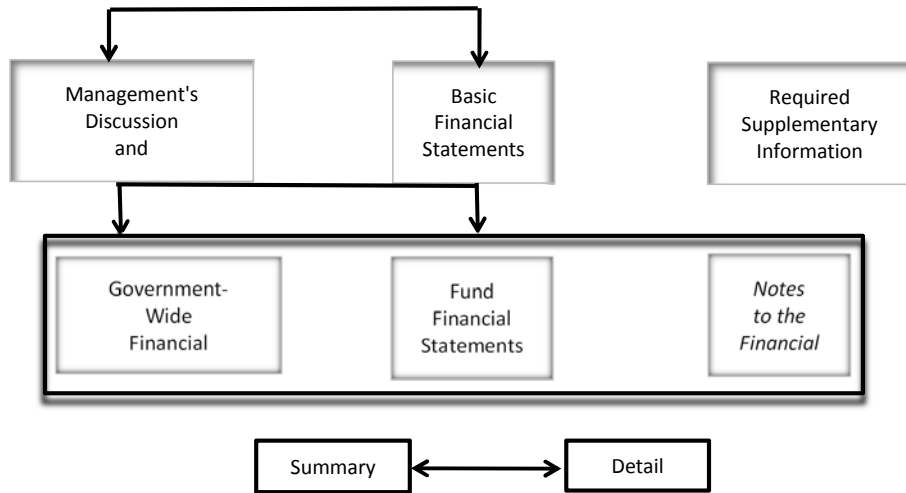 Management's
Discussion
and
Basic
Financial
Statements
Required
Supplementary
Information
Government-
Wide
Financial
Fund
Financial
Statements
Notes
to the
Financial
Summary
Detail